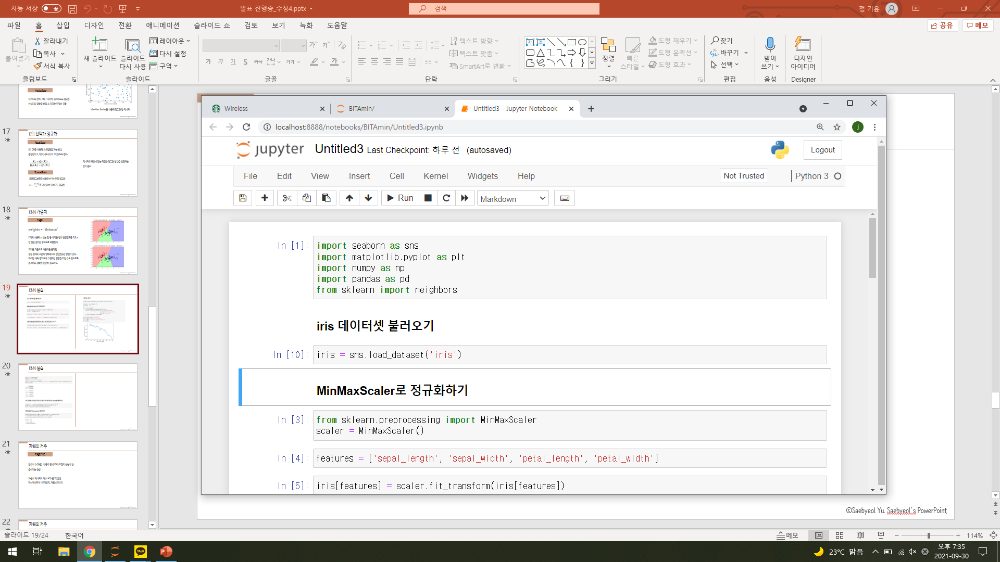 자동 저장 끔
발표 진행중_수정4.pptx
검색
정 기윤
파일 홈 삽입 디자인 전환 애니메이션 슬라이드 쇼 검토 보기 녹화 도움말
공유 메모
붙여넣기
잘라내기
복사
서식 복사
클립보드
새 슬라이드
슬라이드 다시 사용
레이아웃
다시 설정
구역
슬라이드
글꼴
텍스트 방향
텍스트 맞춤
SmartArt로 변환
단락
정렬
빠른 스타일
도형 채우기
도형 윤곽선
도형 효과
그리기
찾기
바꾸기
선택
편집
받아쓰기
음성
디자인 아이디어
Designer
17
K의 선택과 정규화
18
KNN 가중치
weights = 'distance'
19
KNN 실습
20
KNN 실습
21
차원의 저주
22
차원의 저주
Wireless
BITAmin/
Untitled3 - Jupyter Notebook
localhost:8888/notebooks/BITAmin/Untitled3.ipynb
j
jupyter Untitled3 Last Checkpoint: 하루 전 (autosaved)
Logout
File Edit View Insert Cell Kernel Widgets Help
Not Trusted
Python 3
Run
Markdown
In [1]:
import seaborn as sns
import matplotlib.pyplot as plt
import numpy as np
import pandas as pd
from sklearn import neighbors
iris 데이터셋 불러오기
In [10]: iris = sns.load_dataset('iris')
MinMaxScaler로 정규화하기
In [3]: from sklearn.preprocessing import MinMaxScaler
scaler = MinMaxScaler()
In [4]: features = ['sepal_length', 'sepal_width', 'petal_length', 'petal_width']
In [5]: iris[features] = scaler.fit_transform(iris[features])
©Saebyeol Yu. Saebyeol's PowerPoint
슬라이드 19/24 한국어
메모
114%
TALK
23°C 맑음
오후 7:35
2021-09-30